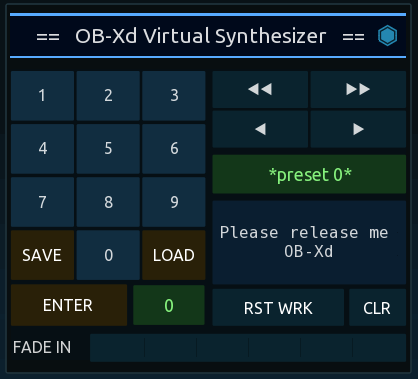 == OB-Xd Virtual Synthesizer ==
1 2 3
4 5 6
7 8 9
SAVE 0 LOAD
ENTER 0
*preset 0*
Please release me
OB-Xd
RST WRK CLR
FADE IN